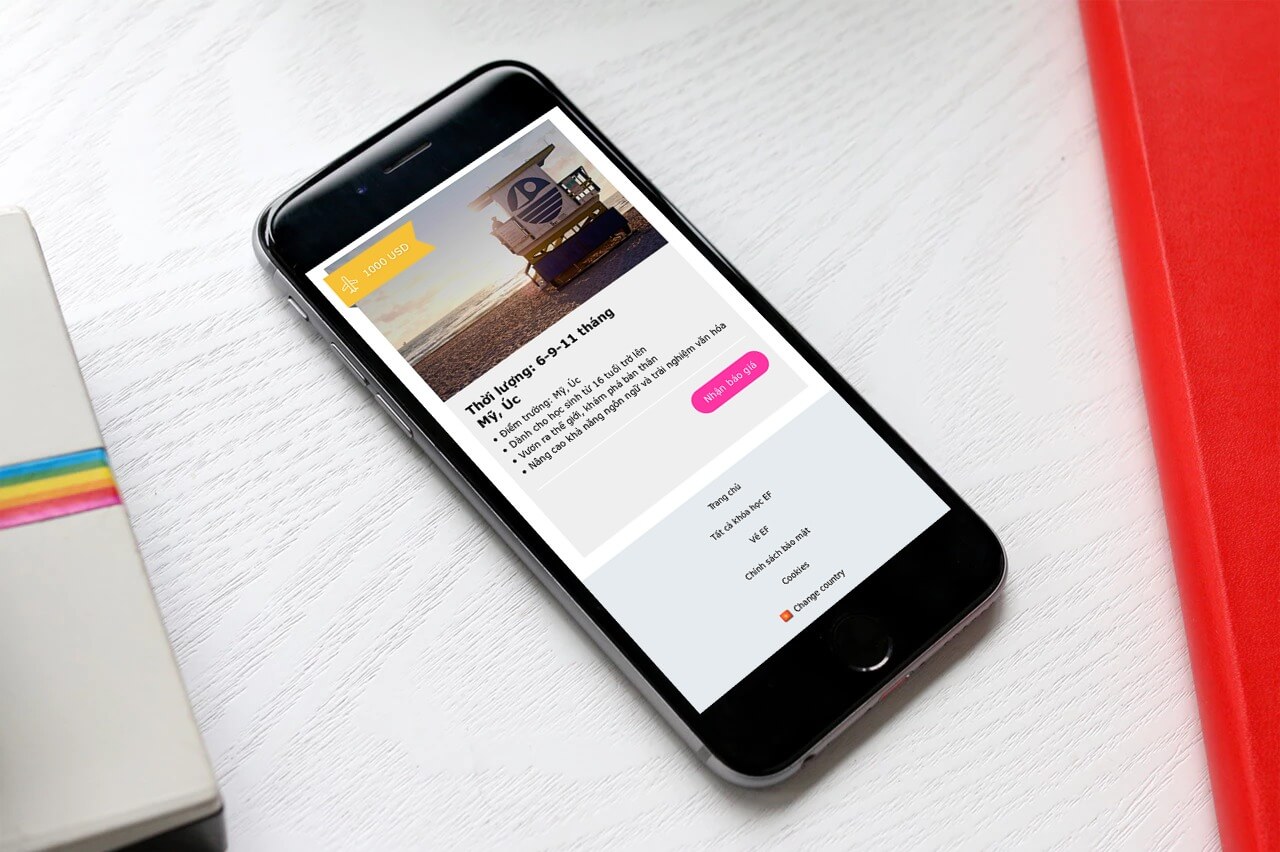 1000 USD
Thời lượng: 6-9-11 tháng
Mỹ, Úc
• Điểm trường: Mỹ, Úc
• Dành cho học sinh từ 16 tuổi trở lên
• Vươn ra thế giới, khám phá bản thân
• Nâng cao khả năng ngôn ngữ và trải nghiệm văn hóa
Nhận báo giá
Trang chủ
Tất cả khóa học EF
Về EF
Chính sách bảo mật
Cookies
Change country